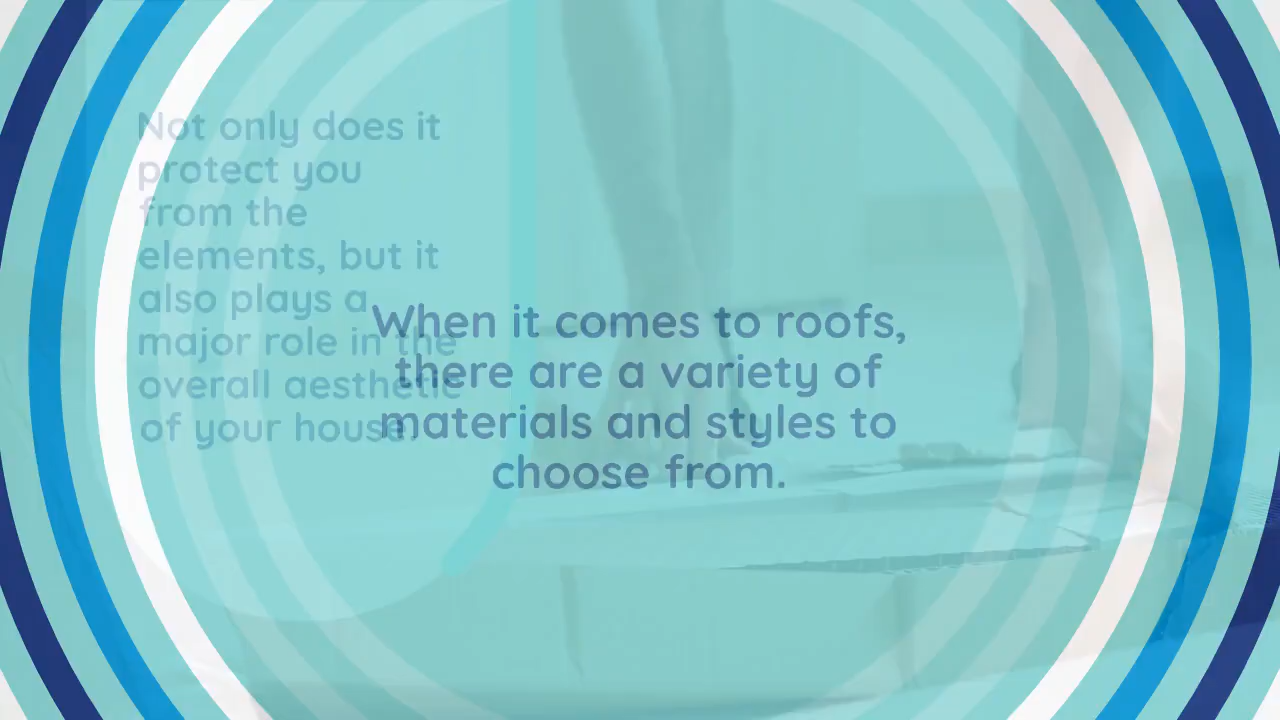 Not only does it
protect you
from the
elements, but it
also plays a
major role in the
overall aesthetic
of your house.
When it comes to roofs,
there are a variety of
materials and styles to
choose from.